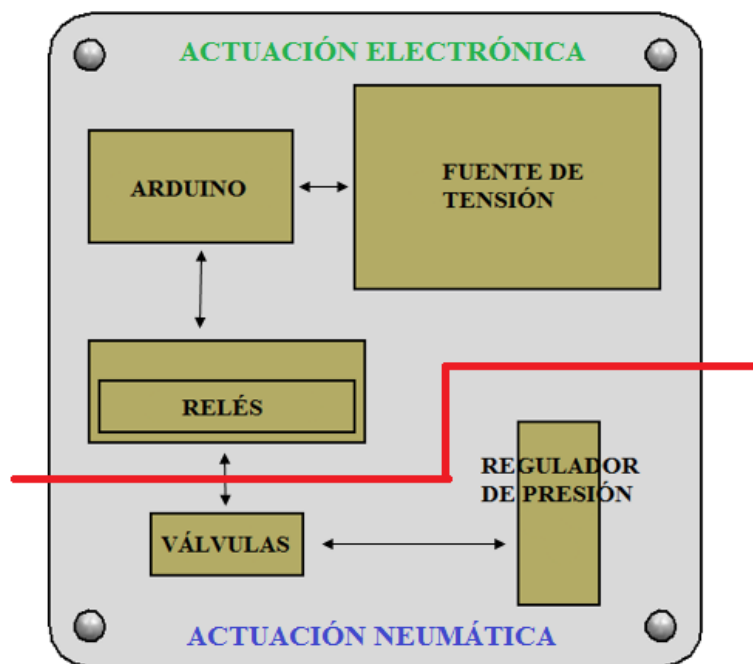 ACTUACIÓN ELECTRÓNICA
ARDUINO
FUENTE DE
TENSIÓN
RELÉS
REGULADOR
DE PRESIÓN
VÁLVULAS
ACTUACIÓN NEUMÁTICA